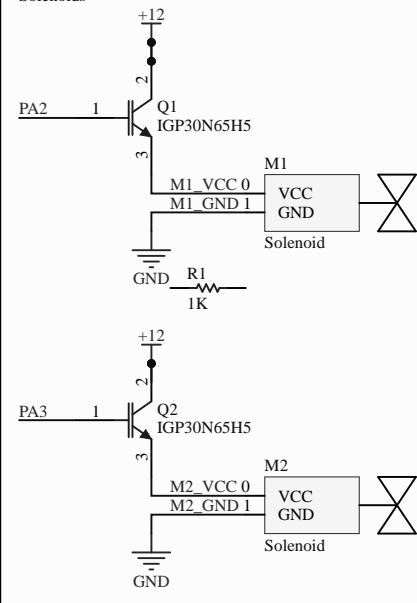 +12
2
Q1
PA2 1
IGP30N65H5
3
M1
M1_VCC 0
VCC
M1_GND 1
GND
Solenoid
GND
R1
1K
+12
2
Q2
PA3 1
IGP30N65H5
3
M2
M2_VCC 0
VCC
M2_GND 1
GND
Solenoid
GND